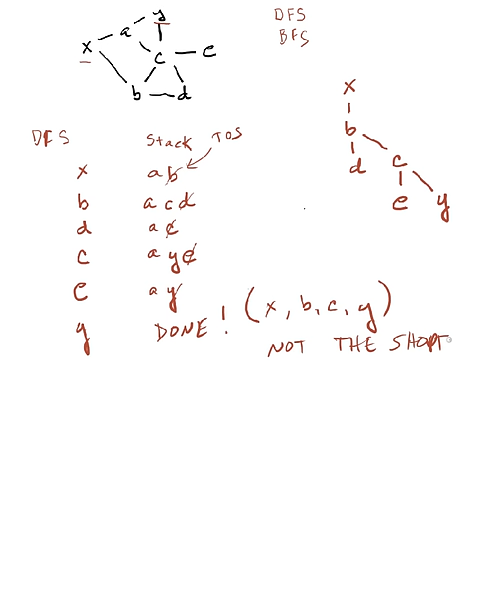 y
DFS
x a
c e
BFS
b d
x
DFS Stack TOS
b
x a b
d c
b a c d
e y
d a c
c a y e
e a y
(x, b, c, y)
y DONE!
NOT THE SHORT